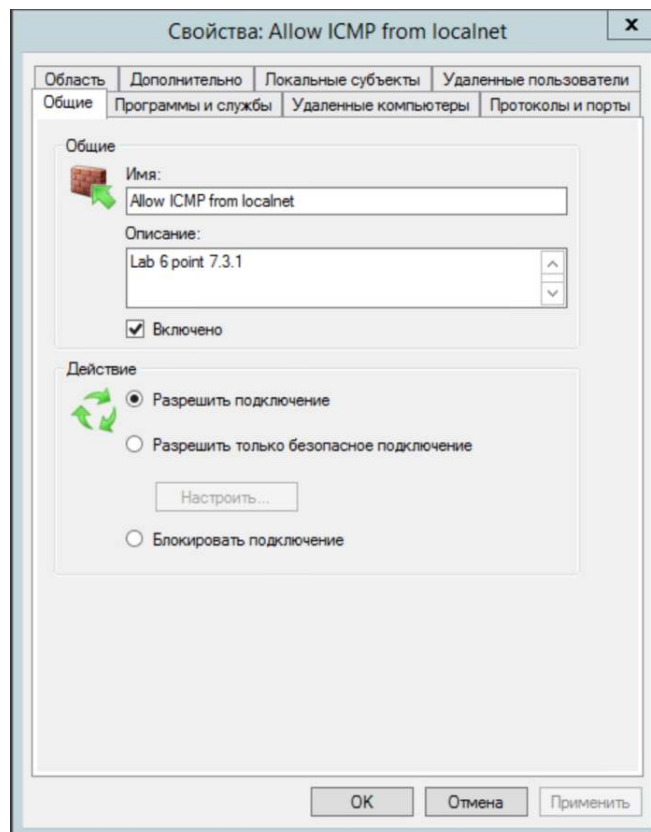 Свойства: Allow ICMP from localnet
x
Область Дополнительно Локальные субъекты Удаленные пользователи
Общие Программы и службы Удаленные компьютеры Протоколы и порты
Общие
Имя:
Allow ICMP from localnet
Описание:
Lab 6 point 7.3.1
Включено
Действие
Разрешить подключение
Разрешить только безопасное подключение
Настроить...
Блокировать подключение
OK Отмена Применить